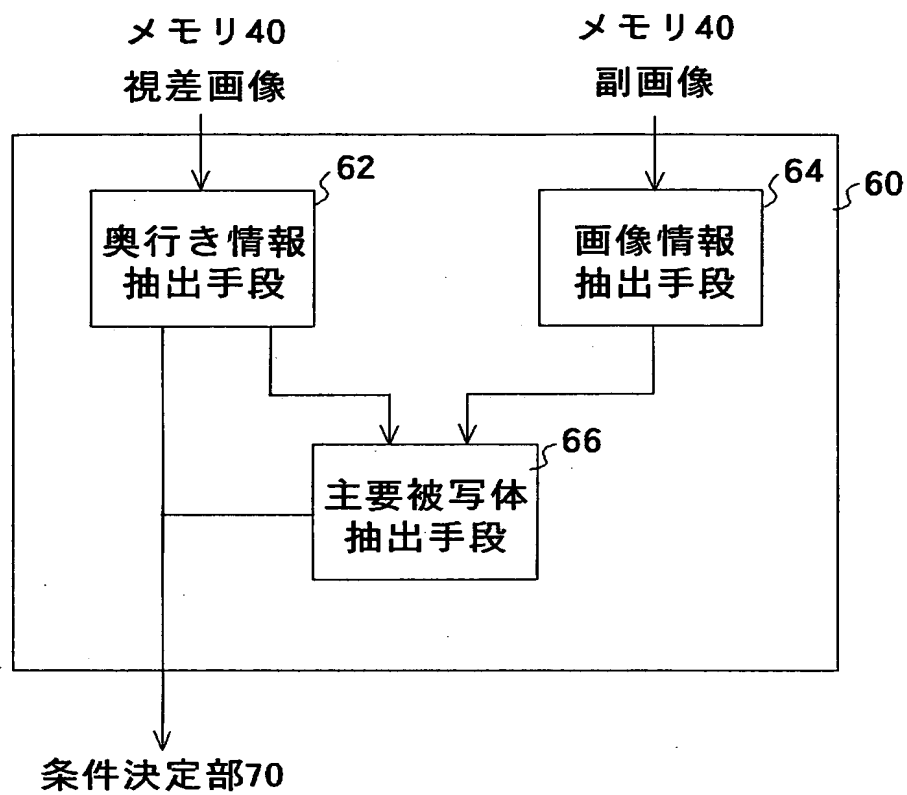 メモリ40
視差画像
メモリ40
副画像
62
奥行き情報
抽出手段
64
画像情報
抽出手段
60
66
主要被写体
抽出手段
条件決定部70